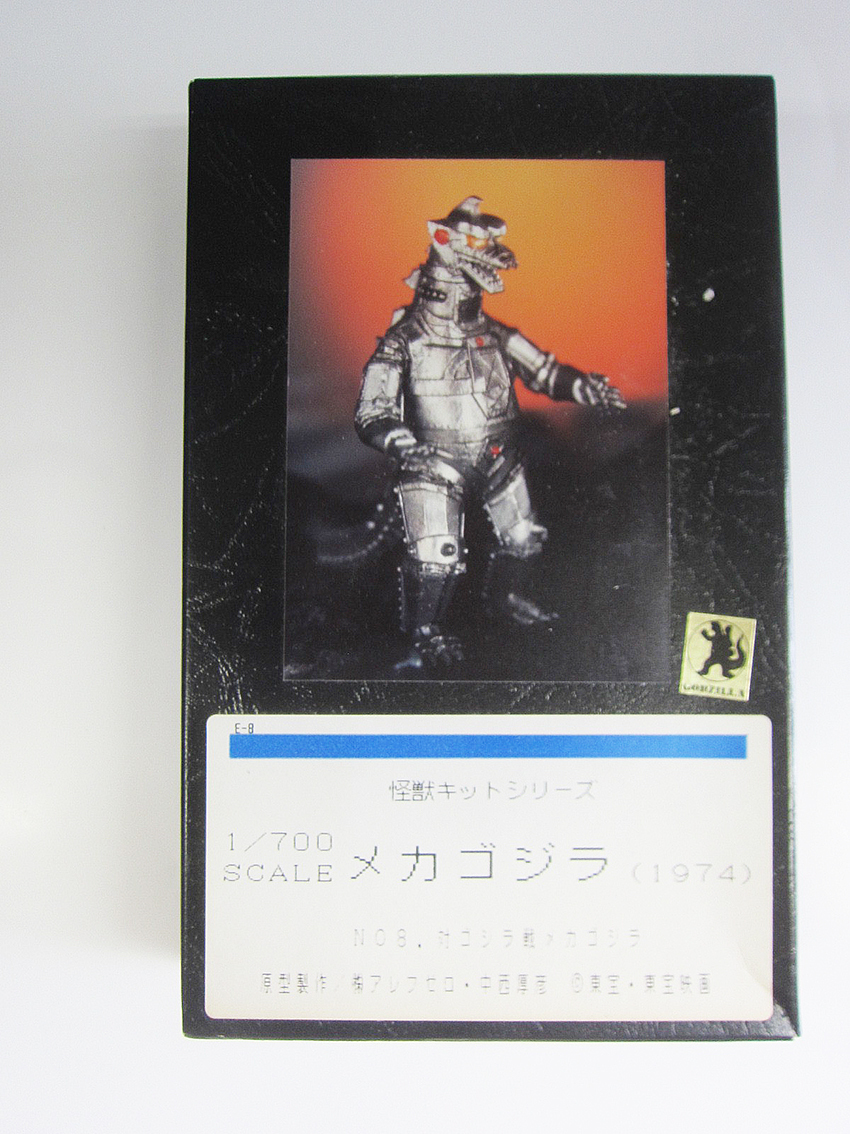 GODZILLA
E-8
怪獣キットシリーズ
1/700
SCALE メカゴジラ (1974)
NO8. 対ゴジラ戦メカゴジラ
原型製作/㈱アレフゼロ・中西厚彦 ©東宝・東宝映画